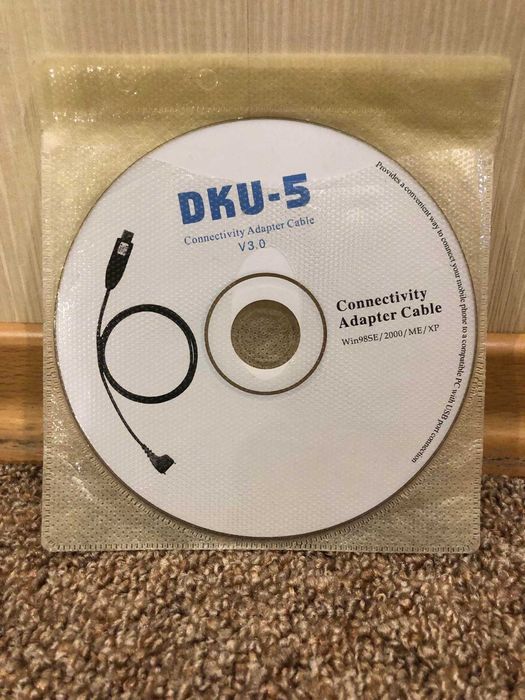 DKU-5
Connectivity Adapter Cable
V3.0
Connectivity
Adapter Cable
Win98SE/2000/ME/XP
Provides a convenient way to connect your mobile phone to a compatible PC with USB port connection